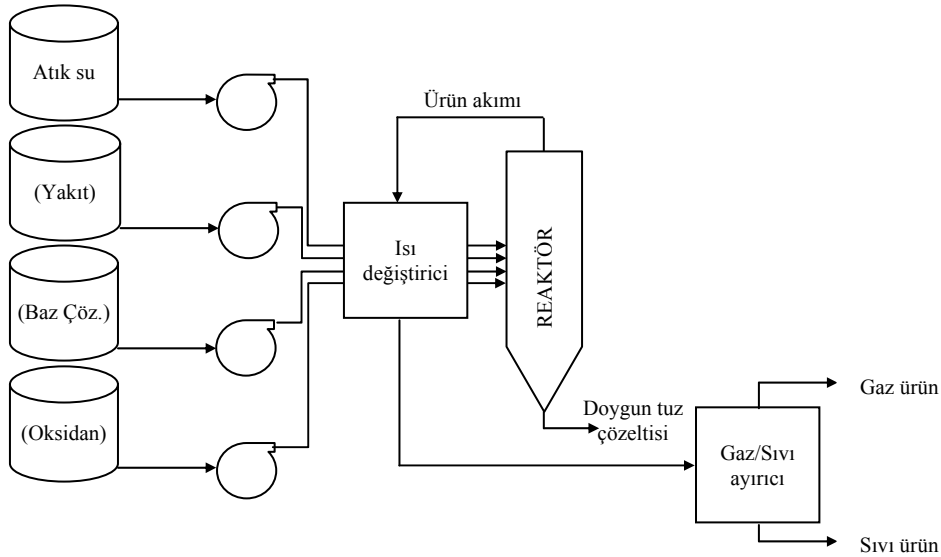 Atık su
(Yakıt)
(Baz Çöz.)
(Oksidan)
Ürün akımı
Isı
değiştirici
REAKTÖR
Doygun tuz
çözeltisi
Gaz/Sıvı
ayırıcı
Gaz ürün
Sıvı ürün